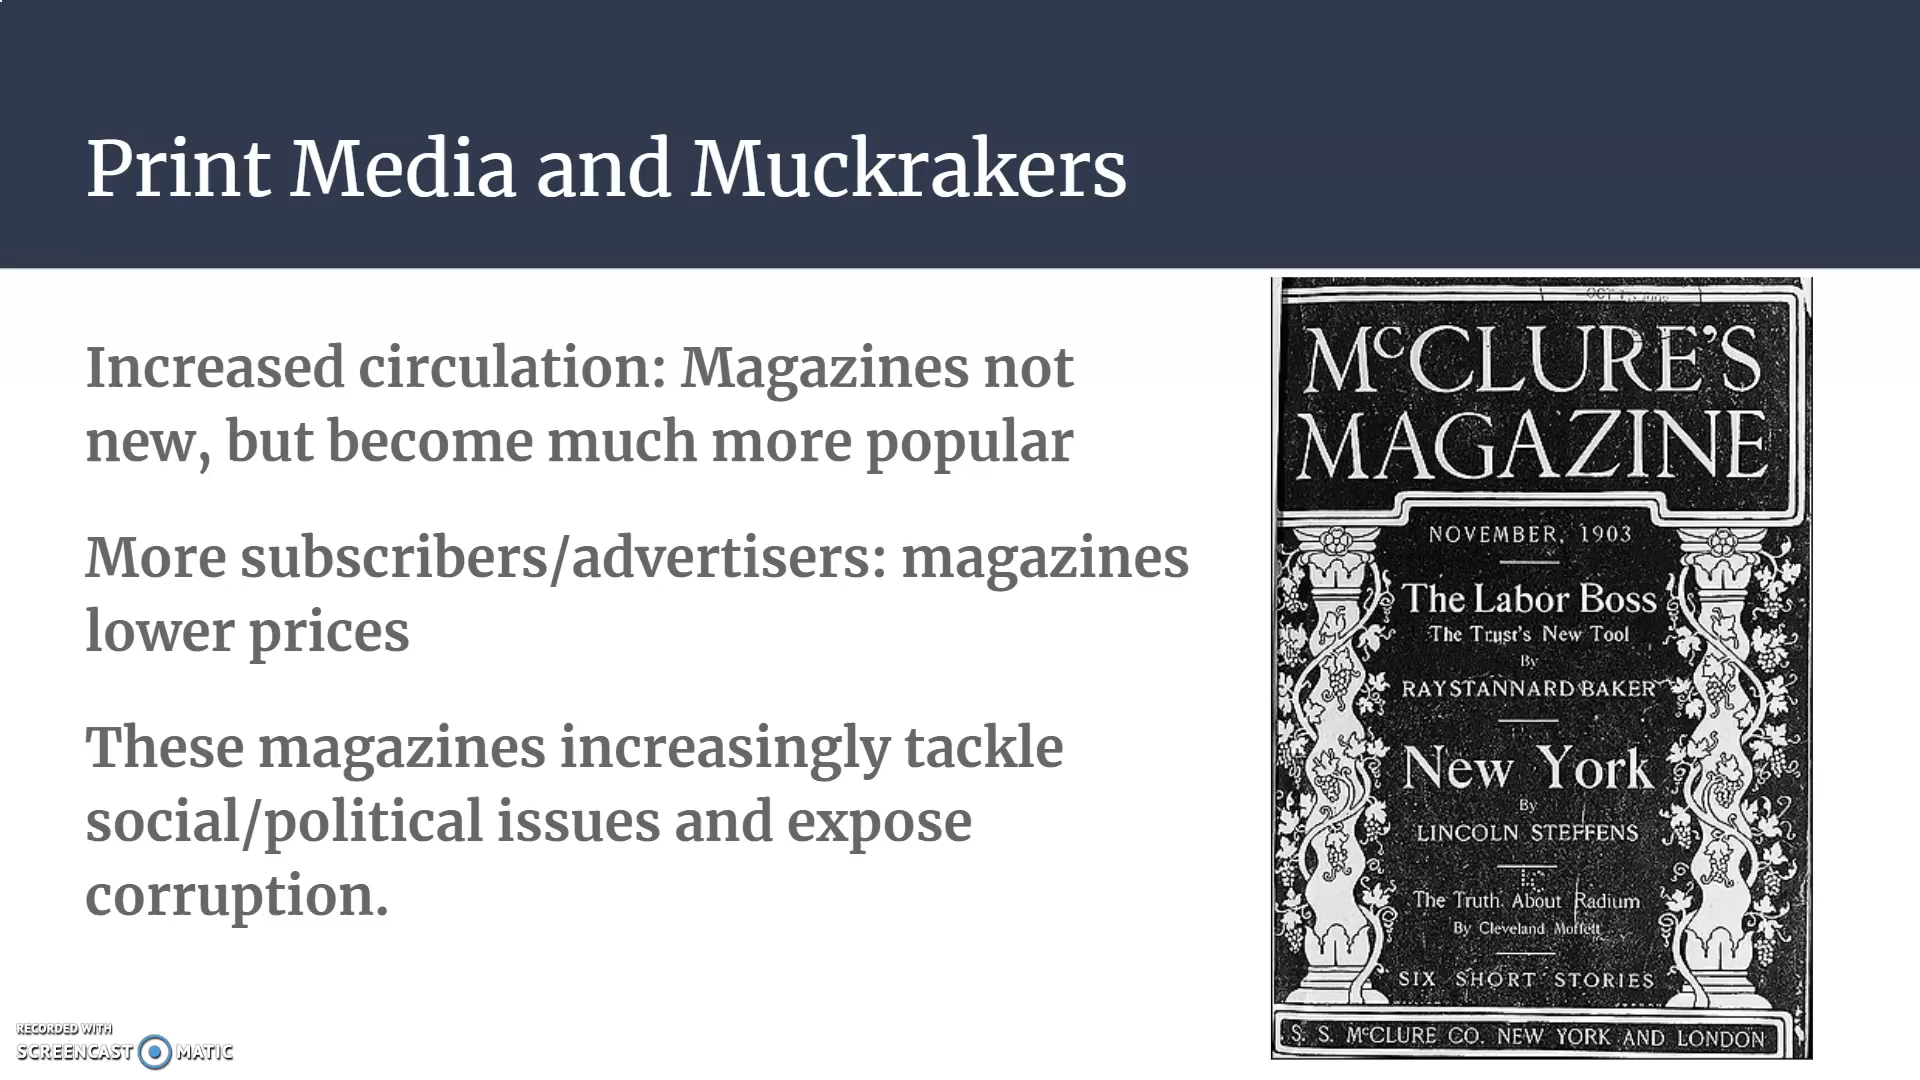 Print Media and Muckrakers
Increased circulation: Magazines not
new, but become much more popular
More subscribers/advertisers: magazines
lower prices
These magazines increasingly tackle
social/political issues and expose
corruption.
McCLURE'S
MAGAZINE
NOVEMBER, 1903
The Labor Boss
The Trust's New Tool
By
RAY STANNARD BAKER
New York
By
LINCOLN STEFFENS
The Truth About Radium
By Cleveland Moffett
SIX SHORT STORIES
S. S. McCLURE CO. NEW YORK AND LONDON
RECORDED WITH
SCREENCAST MATIC